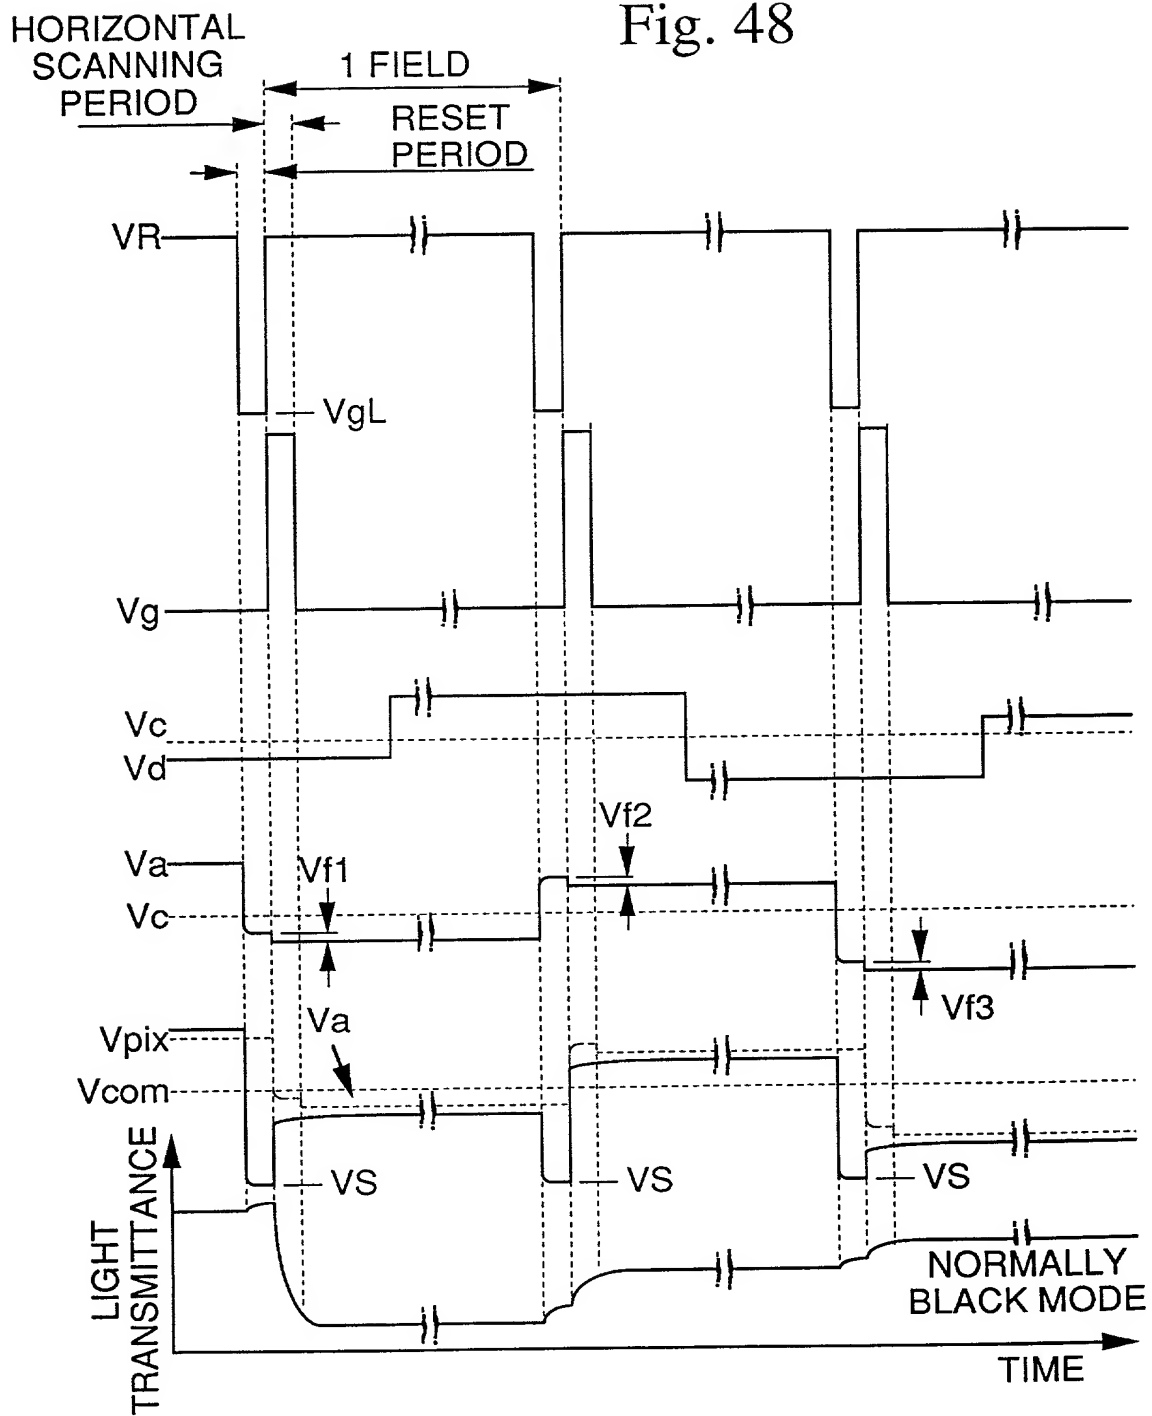 Fig. 48
HORIZONTAL
SCANNING
PERIOD
1 FIELD
RESET
PERIOD
VR
VgL
Vg
Vc
Vd
Vf2
Va
Vf1
Vc
Vf3
Va
Vpix
Vcom
VS
VS
VS
LIGHT
TRANSMITTANCE
NORMALLY
BLACK MODE
TIME